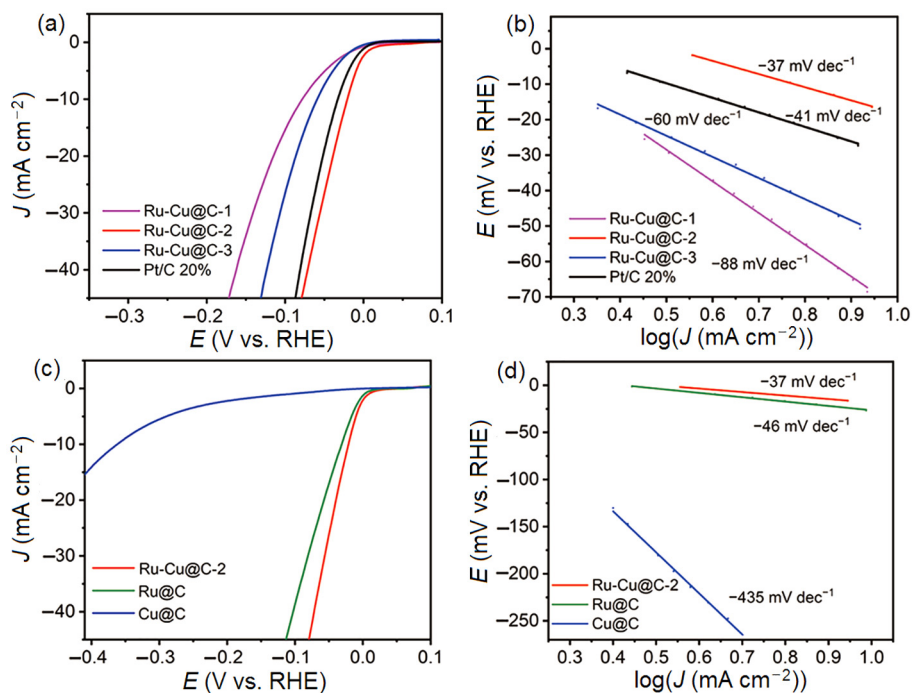 (a)
0
−10
−20
−30
−40
J (mA cm⁻²)
Ru-Cu@C-1
Ru-Cu@C-2
Ru-Cu@C-3
Pt/C 20%
−0.3 −0.2 −0.1 0.0 0.1
E (V vs. RHE)
(b)
0
−10
−20
−30
−40
−50
−60
−70
E (mV vs. RHE)
−37 mV dec⁻¹
−41 mV dec⁻¹
−60 mV dec⁻¹
Ru-Cu@C-1
Ru-Cu@C-2
Ru-Cu@C-3
Pt/C 20%
−88 mV dec⁻¹
0.3 0.4 0.5 0.6 0.7 0.8 0.9 1.0
log(J (mA cm⁻²))
(c)
0
−10
−20
−30
−40
J (mA cm⁻²)
Ru-Cu@C-2
Ru@C
Cu@C
−0.4 −0.3 −0.2 −0.1 0.0 0.1
E (V vs. RHE)
(d)
0
−50
−100
−150
−200
−250
E (mV vs. RHE)
−37 mV dec⁻¹
−46 mV dec⁻¹
Ru-Cu@C-2
Ru@C
Cu@C
−435 mV dec⁻¹
0.3 0.4 0.5 0.6 0.7 0.8 0.9 1.0
log(J (mA cm⁻²))